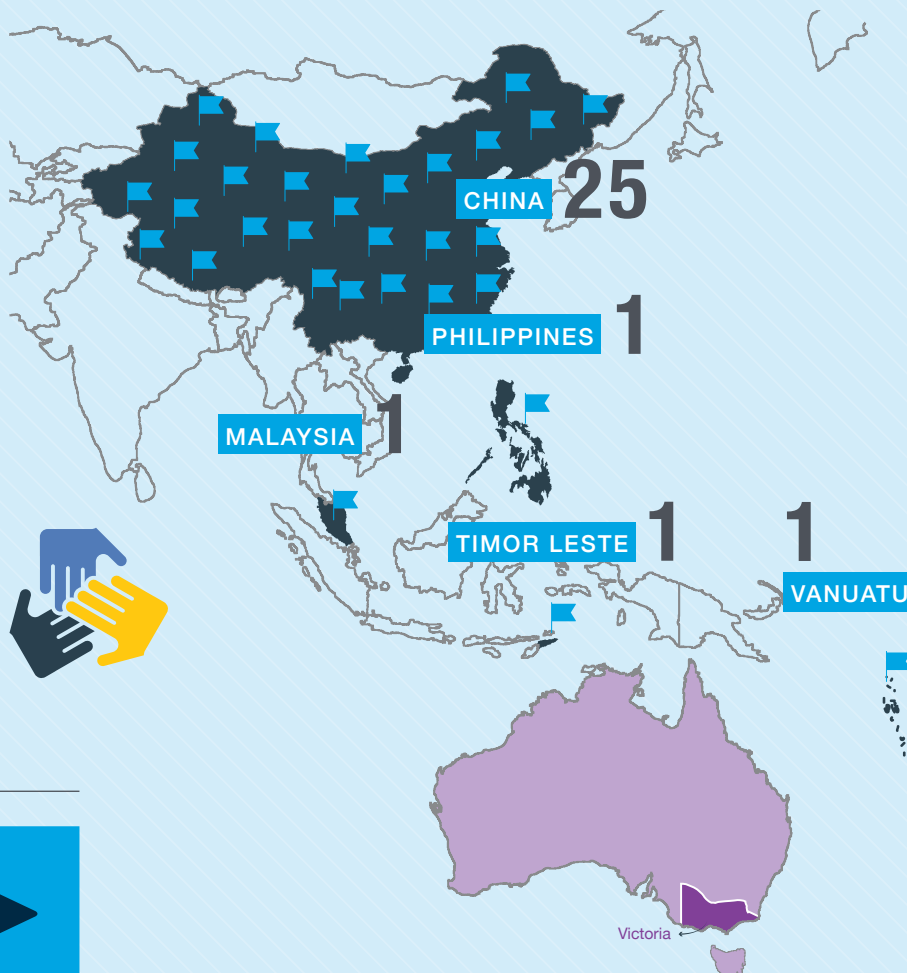 CHINA 25
PHILIPPINES 1
MALAYSIA 1
TIMOR LESTE 1
1
VANUATU
Victoria